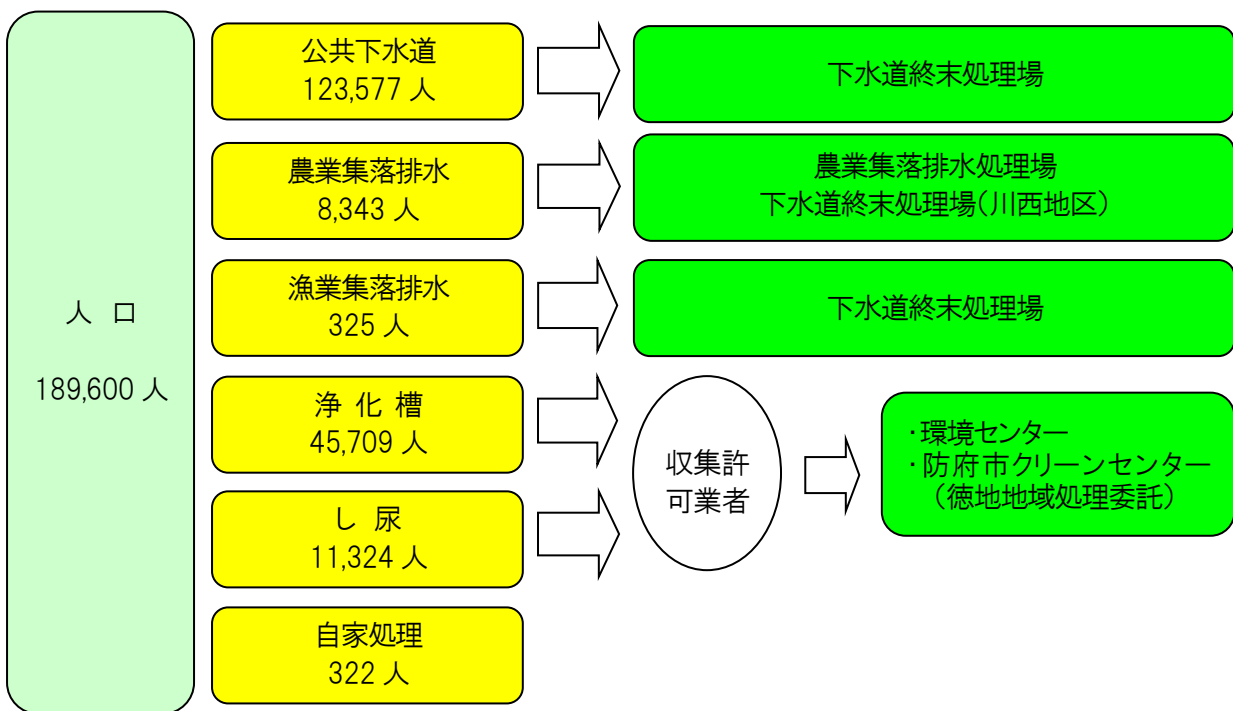 人 口
189,600 人
公共下水道
123,577 人
下水道終末処理場
農業集落排水
8,343 人
農業集落排水処理場
下水道終末処理場(川西地区)
漁業集落排水
325 人
下水道終末処理場
浄 化 槽
45,709 人
し 尿
11,324 人
収集許
可業者
・環境センター
・防府市クリーンセンター
(徳地地域処理委託)
自家処理
322 人